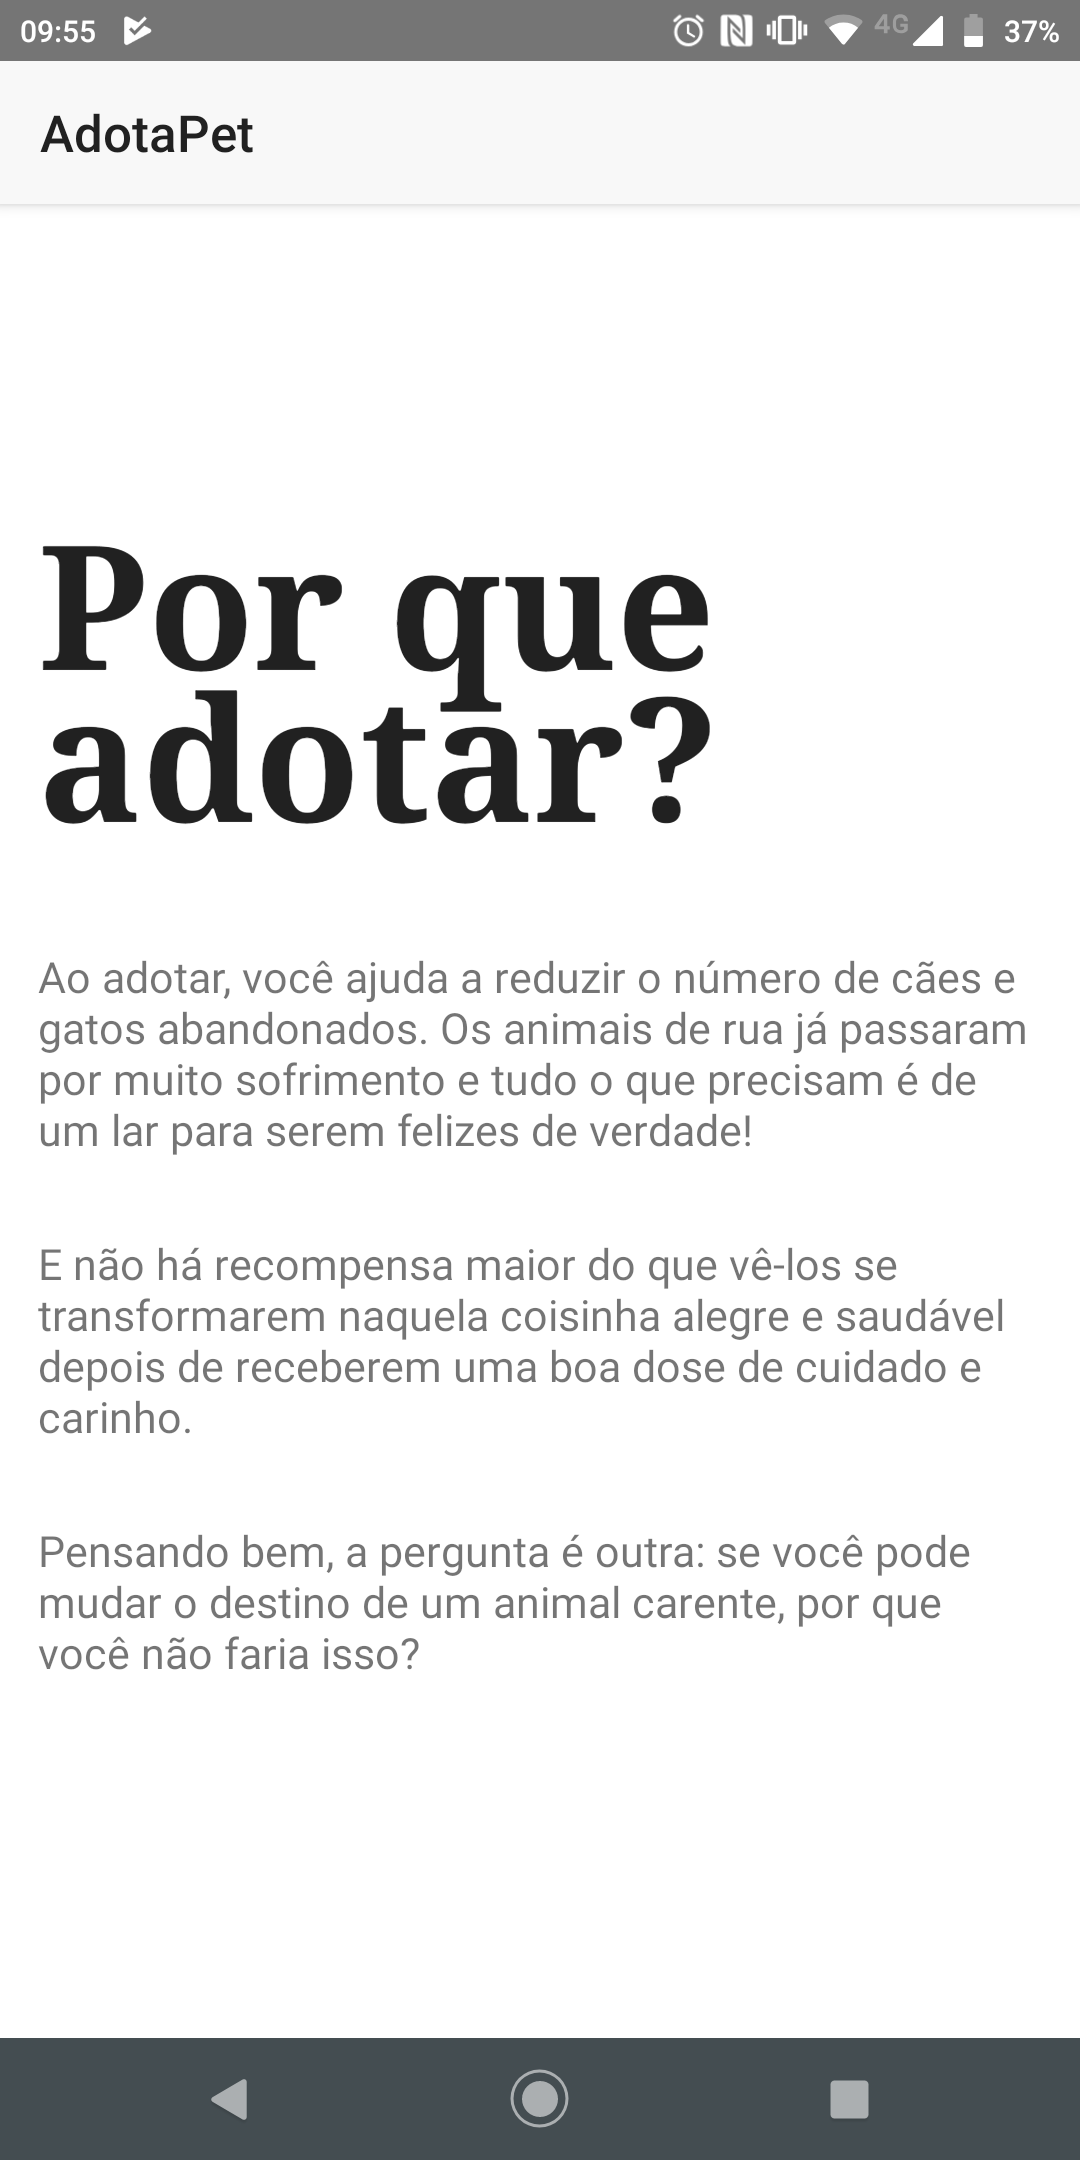 09:55
4G
37%
AdotaPet
Por que
adotar?
Ao adotar, você ajuda a reduzir o número de cães e
gatos abandonados. Os animais de rua já passaram
por muito sofrimento e tudo o que precisam é de
um lar para serem felizes de verdade!
E não há recompensa maior do que vê-los se
transformarem naquela coisinha alegre e saudável
depois de receberem uma boa dose de cuidado e
carinho.
Pensando bem, a pergunta é outra: se você pode
mudar o destino de um animal carente, por que
você não faria isso?